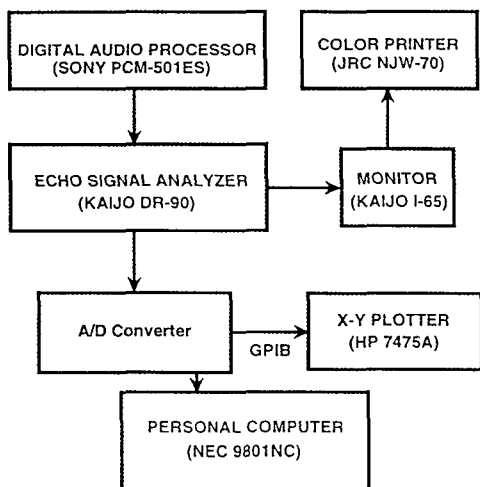 DIGITAL AUDIO PROCESSOR
(SONY PCM-501ES)
COLOR PRINTER
(JRC NJW-70)
ECHO SIGNAL ANALYZER
(KAIJO DR-90)
MONITOR
(KAIJO I-65)
A/D Converter
GPIB
X-Y PLOTTER
(HP 7475A)
PERSONAL COMPUTER
(NEC 9801NC)